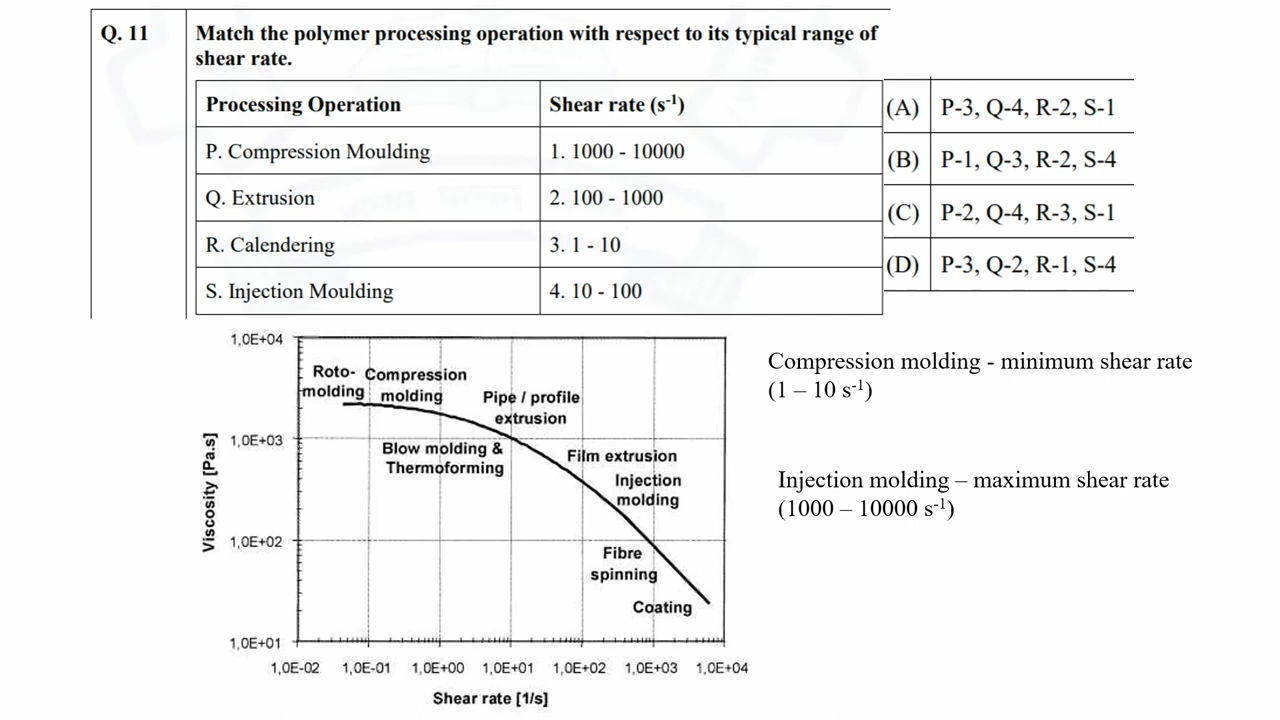 Q. 11
Match the polymer processing operation with respect to its typical range of
shear rate.
Processing Operation
Shear rate (s⁻¹)
P. Compression Moulding
1. 1000 - 10000
Q. Extrusion
2. 100 - 1000
R. Calendering
3. 1 - 10
S. Injection Moulding
4. 10 - 100
(A) P-3, Q-4, R-2, S-1
(B) P-1, Q-3, R-2, S-4
(C) P-2, Q-4, R-3, S-1
(D) P-3, Q-2, R-1, S-4
1,0E+04
1,0E+03
1,0E+02
1,0E+01
Viscosity [Pa.s]
Roto-
molding
Compression
molding
Pipe / profile
extrusion
Blow molding &
Thermoforming
Film extrusion
Injection
molding
Fibre
spinning
Coating
1,0E-02 1,0E-01 1,0E+00 1,0E+01 1,0E+02 1,0E+03 1,0E+04
Shear rate [1/s]
Compression molding - minimum shear rate
(1 – 10 s⁻¹)
Injection molding – maximum shear rate
(1000 – 10000 s⁻¹)